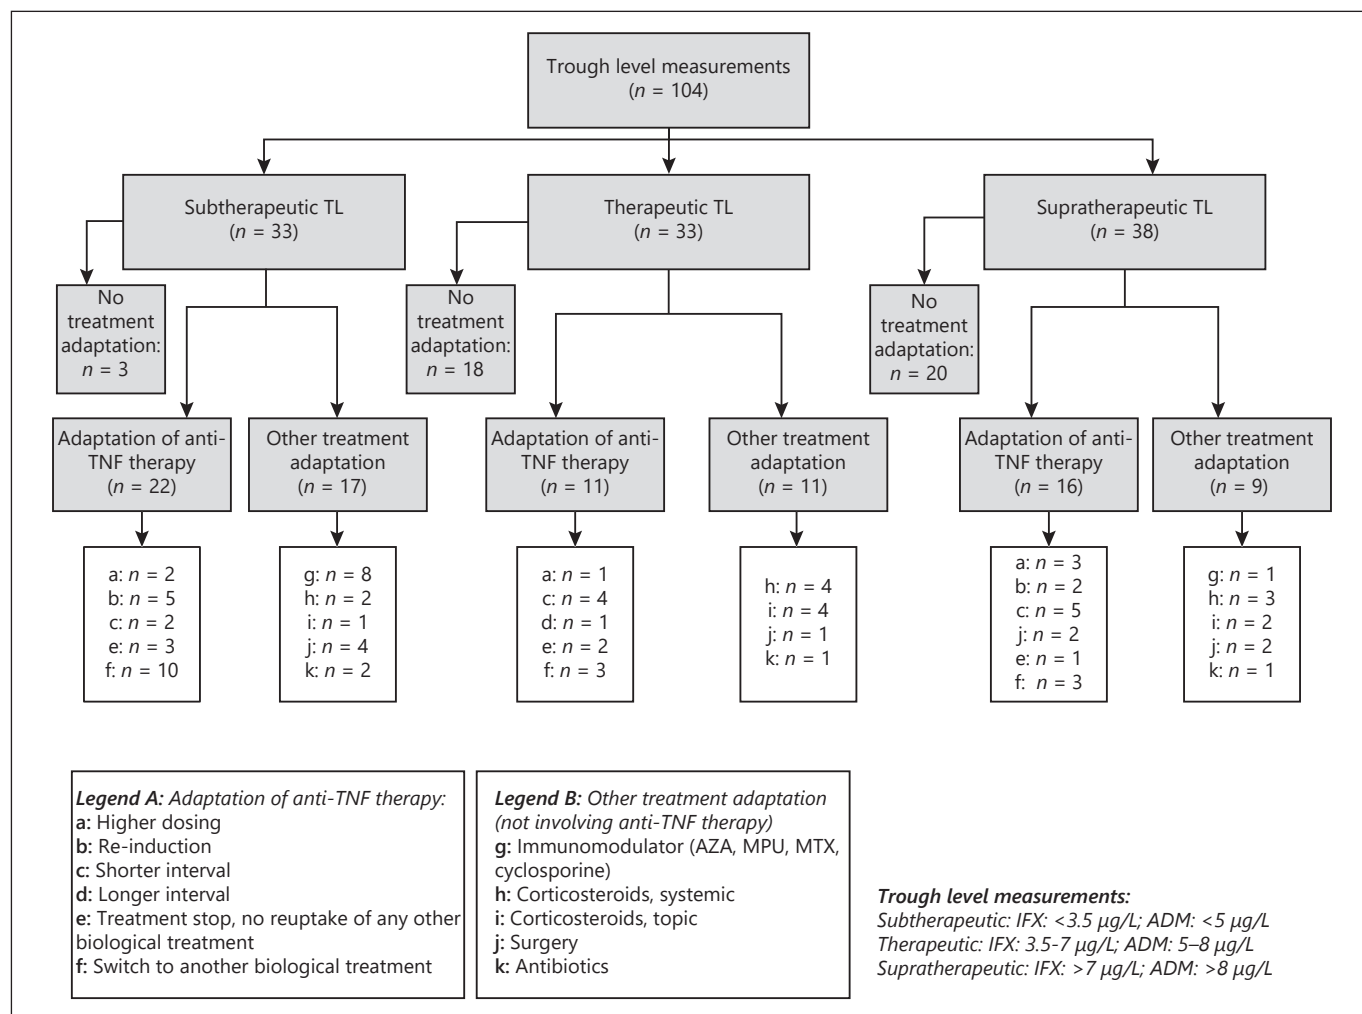 Trough level measurements
(n = 104)
Subtherapeutic TL
(n = 33)
Therapeutic TL
(n = 33)
Supratherapeutic TL
(n = 38)
No
treatment
adaptation:
n = 3
No
treatment
adaptation:
n = 18
No
treatment
adaptation:
n = 20
Adaptation of anti-
TNF therapy
(n = 22)
Other treatment
adaptation
(n = 17)
Adaptation of anti-
TNF therapy
(n = 11)
Other treatment
adaptation
(n = 11)
Adaptation of anti-
TNF therapy
(n = 16)
Other treatment
adaptation
(n = 9)
a: n = 2
b: n = 5
c: n = 2
e: n = 3
f: n = 10
g: n = 8
h: n = 2
i: n = 1
j: n = 4
k: n = 2
a: n = 1
c: n = 4
d: n = 1
e: n = 2
f: n = 3
h: n = 4
i: n = 4
j: n = 1
k: n = 1
a: n = 3
b: n = 2
c: n = 5
j: n = 2
e: n = 1
f: n = 3
g: n = 1
h: n = 3
i: n = 2
j: n = 2
k: n = 1
Legend A: Adaptation of anti-TNF therapy:
a: Higher dosing
b: Re-induction
c: Shorter interval
d: Longer interval
e: Treatment stop, no reuptake of any other
biological treatment
f: Switch to another biological treatment
Legend B: Other treatment adaptation
(not involving anti-TNF therapy)
g: Immunomodulator (AZA, MPU, MTX,
cyclosporine)
h: Corticosteroids, systemic
i: Corticosteroids, topic
j: Surgery
k: Antibiotics
Trough level measurements:
Subtherapeutic: IFX: <3.5 µg/L; ADM: <5 µg/L
Therapeutic: IFX: 3.5-7 µg/L; ADM: 5–8 µg/L
Supratherapeutic: IFX: >7 µg/L; ADM: >8 µg/L